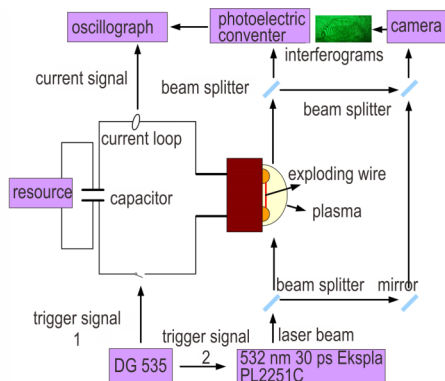 oscillograph
photoelectric
conventer
camera
interferograms
current signal
beam splitter
beam splitter
current loop
exploding wire
resource
capacitor
plasma
beam splitter
mirror
trigger signal
1
trigger signal
2
laser beam
DG 535
532 nm 30 ps Ekspla
PL2251C